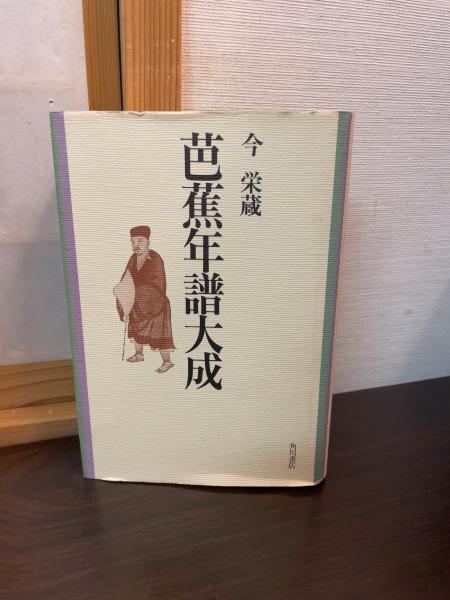 今 栄蔵
芭蕉年譜大成
角川書店